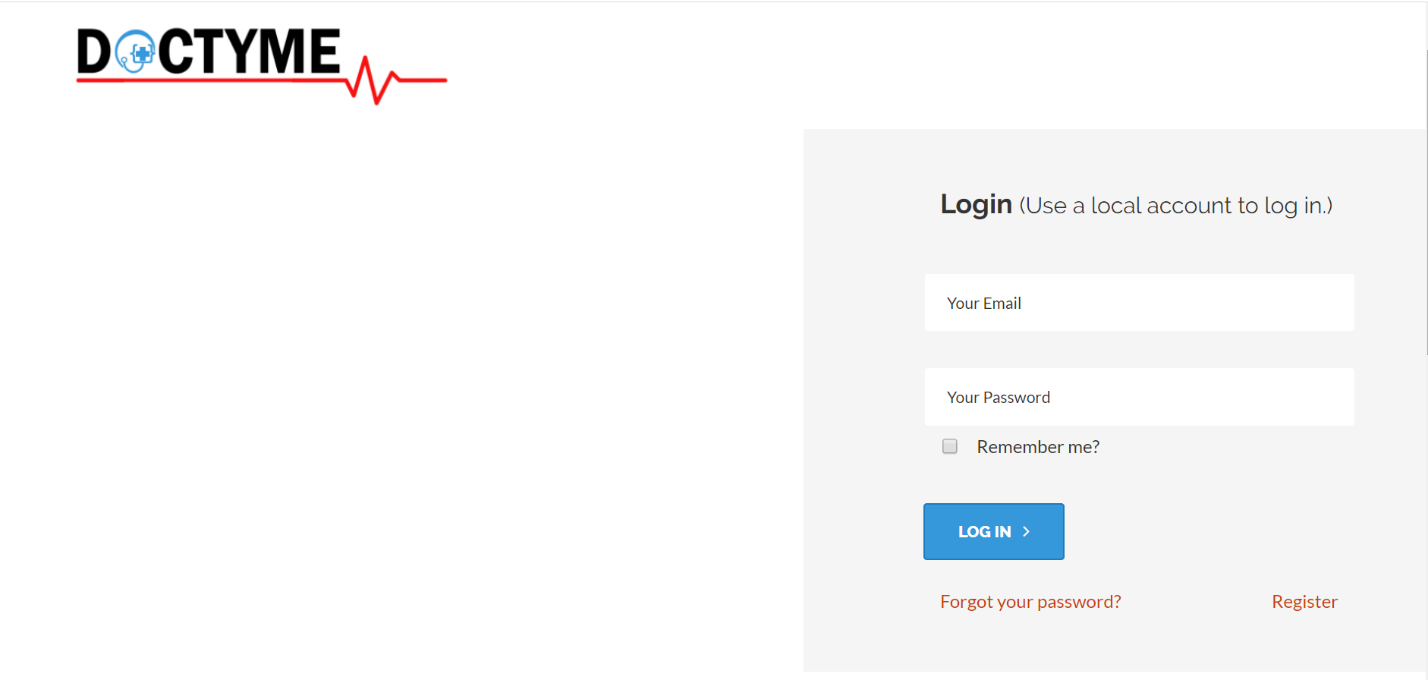 DOCTYME
Login (Use a local account to log in.)
Your Email
Your Password
Remember me?
LOG IN
Forgot your password? Register